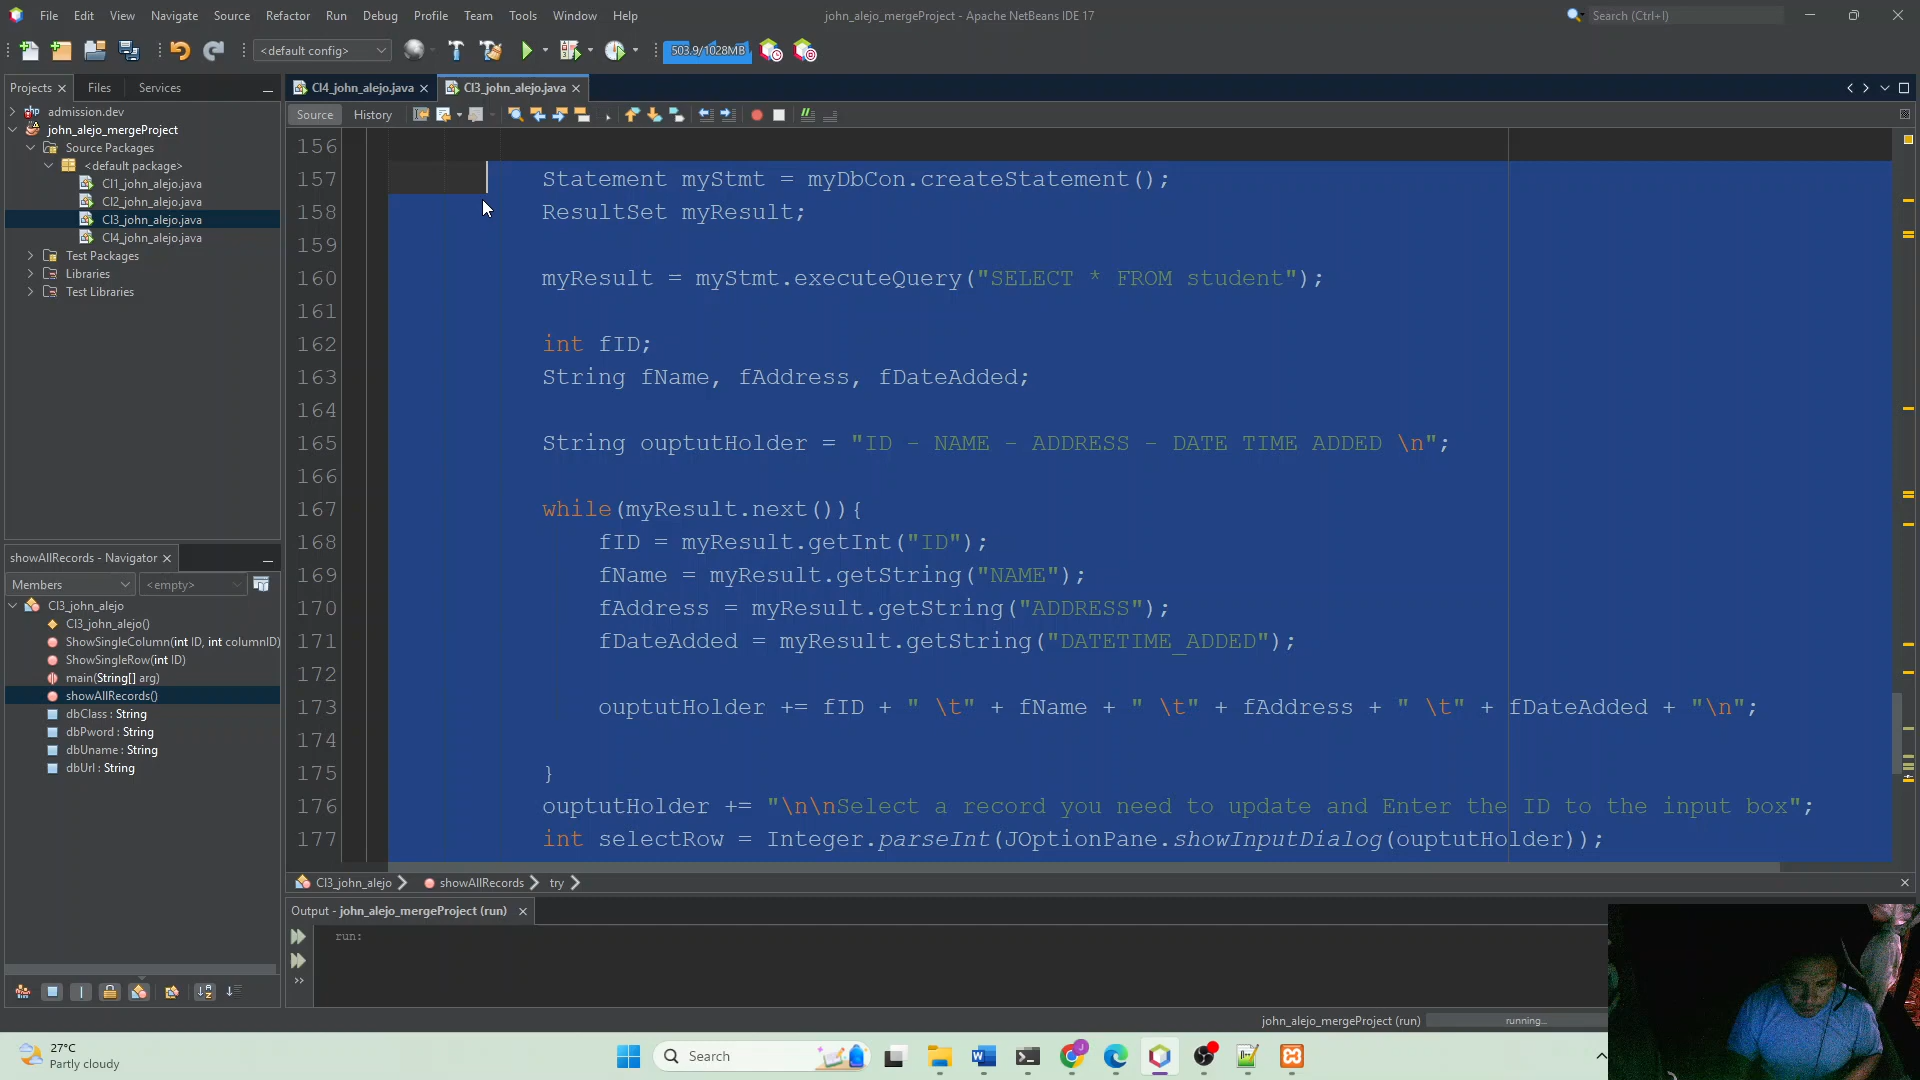 File Edit View Navigate Source Refactor Run Debug Profile Team Tools Window Help
john_alejo_mergeProject - Apache NetBeans IDE 17
Search (Ctrl+I)
<default config>
503.9/1028MB
Projects Files Services
CI4_john_alejo.java
CI3_john_alejo.java
Source History
admission.dev
john_alejo_mergeProject
Source Packages
<default package>
CI1_john_alejo.java
CI2_john_alejo.java
CI3_john_alejo.java
CI4_john_alejo.java
Test Packages
Libraries
Test Libraries
156
157 Statement myStmt = myDbCon.createStatement();
158 ResultSet myResult;
159
160 myResult = myStmt.executeQuery("SELECT * FROM student");
161
162 int fID;
163 String fName, fAddress, fDateAdded;
164
165 String ouptutHolder = "ID - NAME - ADDRESS - DATE TIME ADDED \n";
166
167 while(myResult.next()){
168 fID = myResult.getInt("ID");
169 fName = myResult.getString("NAME");
170 fAddress = myResult.getString("ADDRESS");
171 fDateAdded = myResult.getString("DATETIME_ADDED");
172
173 ouptutHolder += fID + " \t" + fName + " \t" + fAddress + " \t" + fDateAdded + "\n";
174
175 }
176 ouptutHolder += "\n\nSelect a record you need to update and Enter the ID to the input box";
177 int selectRow = Integer.parseInt(JOptionPane.showInputDialog(ouptutHolder));
showAllRecords - Navigator
Members
<empty>
CI3_john_alejo
CI3_john_alejo()
ShowSingleColumn(int ID, int columnID)
ShowSingleRow(int ID)
main(String[] arg)
showAllRecords()
dbClass : String
dbPword : String
dbUname : String
dbUrl : String
CI3_john_alejo
showAllRecords
try
Output - john_alejo_mergeProject (run)
run:
john_alejo_mergeProject (run)
running...
27°C
Partly cloudy
Search